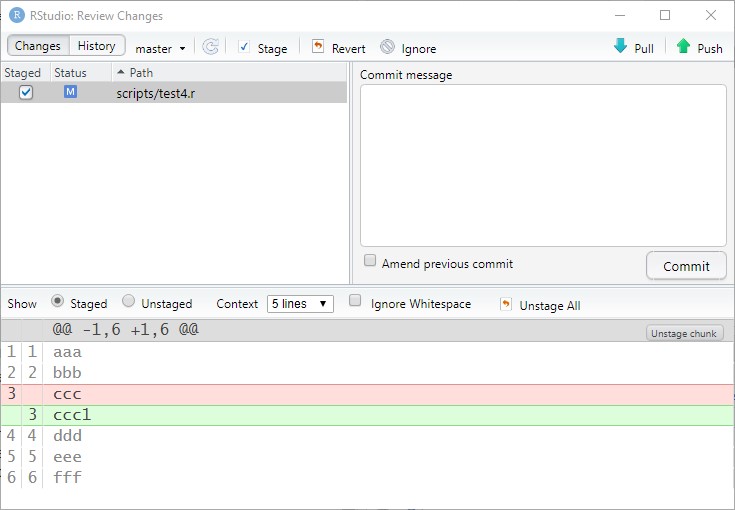 RStudio: Review Changes
Changes History master Stage Revert Ignore Pull Push
Staged Status Path
M scripts/test4.r
Commit message
Amend previous commit
Commit
Show Staged Unstaged Context 5 lines Ignore Whitespace Unstage All
@@ -1,6 +1,6 @@ Unstage chunk
1 1 aaa
2 2 bbb
3 ccc
3 ccc1
4 4 ddd
5 5 eee
6 6 fff